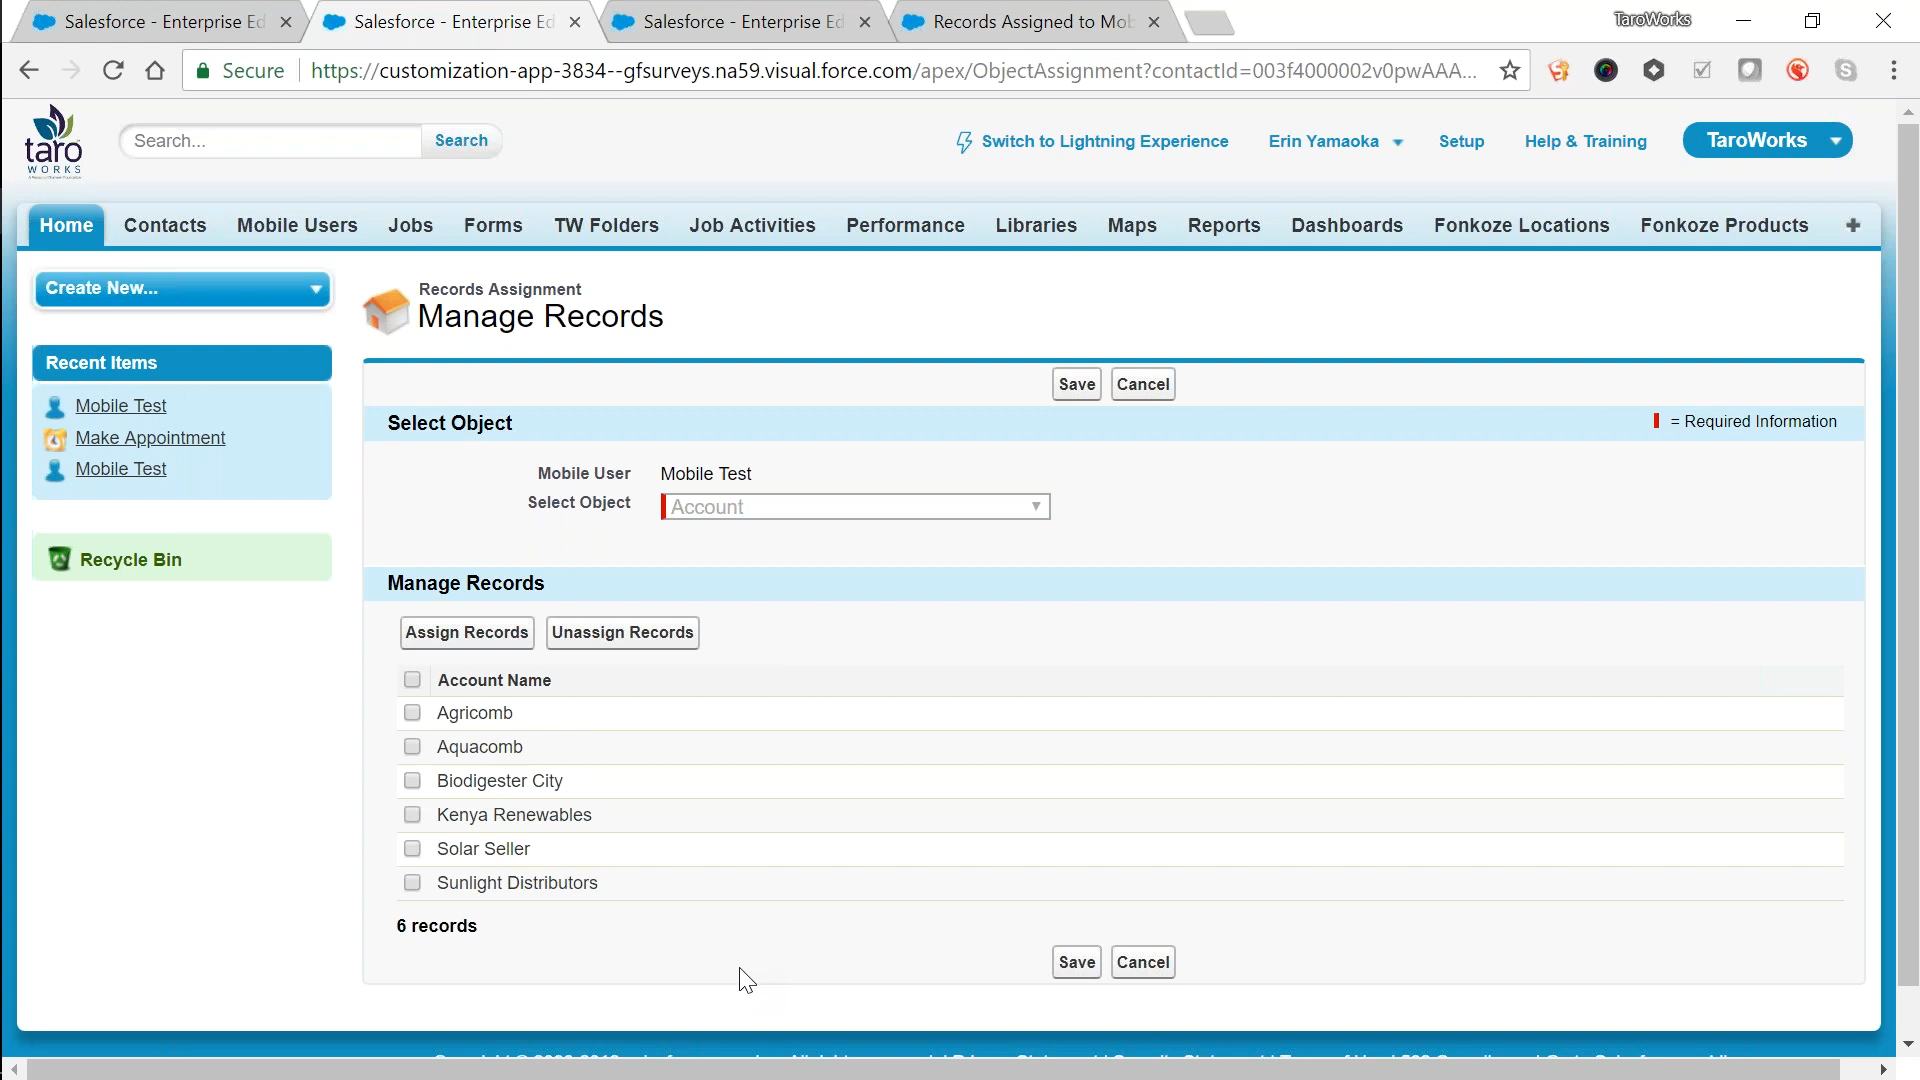 Salesforce - Enterprise Ed
Salesforce - Enterprise Ed
Salesforce - Enterprise Ed
Records Assigned to Mob
TaroWorks
Secure
https://customization-app-3834--gfsurveys.na59.visual.force.com/apex/ObjectAssignment?contactId=003f4000002v0pwAAA...
taro
WORKS
Search...
Search
Switch to Lightning Experience
Erin Yamaoka
Setup
Help & Training
TaroWorks
Home
Contacts
Mobile Users
Jobs
Forms
TW Folders
Job Activities
Performance
Libraries
Maps
Reports
Dashboards
Fonkoze Locations
Fonkoze Products
Create New...
Recent Items
Mobile Test
Make Appointment
Mobile Test
Recycle Bin
Records Assignment
Manage Records
Save
Cancel
Select Object
= Required Information
Mobile User
Mobile Test
Select Object
Account
Manage Records
Assign Records
Unassign Records
Account Name
Agricomb
Aquacomb
Biodigester City
Kenya Renewables
Solar Seller
Sunlight Distributors
6 records
Save
Cancel